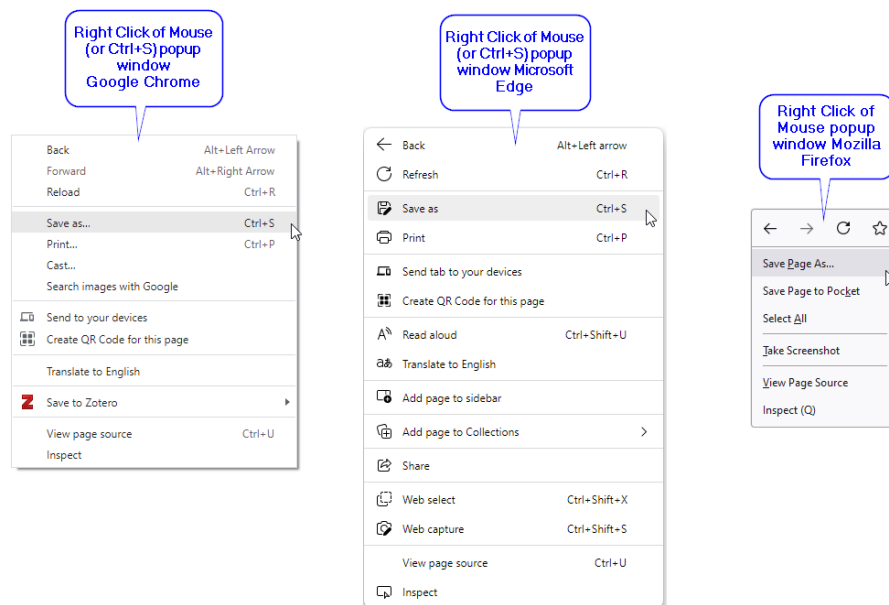 Right Click of Mouse
(or Ctrl+S) popup
window
Google Chrome
Back Alt+Left Arrow
Forward Alt+Right Arrow
Reload Ctrl+R
Save as... Ctrl+S
Print... Ctrl+P
Cast...
Search images with Google
Send to your devices
Create QR Code for this page
Translate to English
Z Save to Zotero
View page source Ctrl+U
Inspect
Right Click of Mouse
(or Ctrl+S) popup
window Microsoft
Edge
Back Alt+Left arrow
Refresh Ctrl+R
Save as Ctrl+S
Print Ctrl+P
Send tab to your devices
Create QR Code for this page
Read aloud Ctrl+Shift+U
Translate to English
Add page to sidebar
Add page to Collections
Share
Web select Ctrl+Shift+X
Web capture Ctrl+Shift+S
View page source Ctrl+U
Inspect
Right Click of
Mouse popup
window Mozilla
Firefox
Save Page As...
Save Page to Pocket
Select All
Take Screenshot
View Page Source
Inspect (Q)